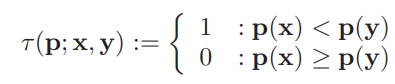 τ(p; x, y) := { 1 : p(x) < p(y)
0 : p(x) ≥ p(y)